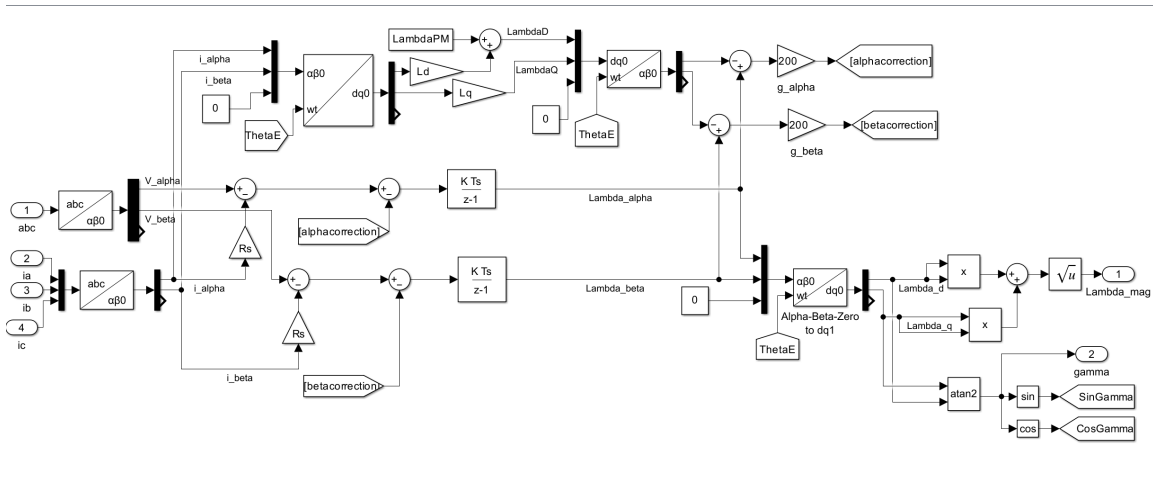 LambdaPM
+
+
LambdaD
i_alpha
αβ0
dq0
wt
i_beta
0
ThetaE
Ld
Lq
LambdaQ
0
dq0
wt
αβ0
ThetaE
−
+
200
g_alpha
[alphacorrection]
−
+
200
g_beta
[betacorrection]
1
abc
abc
αβ0
V_alpha
V_beta
+
−
+
−
K Ts
z-1
Lambda_alpha
[alphacorrection]
Rs
2
ia
3
ib
4
ic
abc
αβ0
i_alpha
+
−
+
−
K Ts
z-1
Lambda_beta
Rs
i_beta
[betacorrection]
0
αβ0
wt
dq0
Alpha-Beta-Zero
to dq1
ThetaE
Lambda_d
x
+
+
√u
1
Lambda_mag
Lambda_q
x
2
gamma
atan2
sin
SinGamma
cos
CosGamma